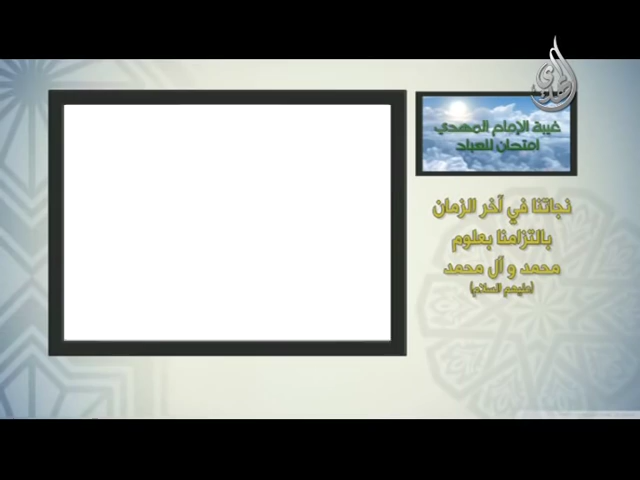 غيبة الإمام المهدي
امتحان للعباد
نجاتنا في آخر الزمان
بالتزامنا بعلوم
محمد و آل محمد
(عليهم السلام)